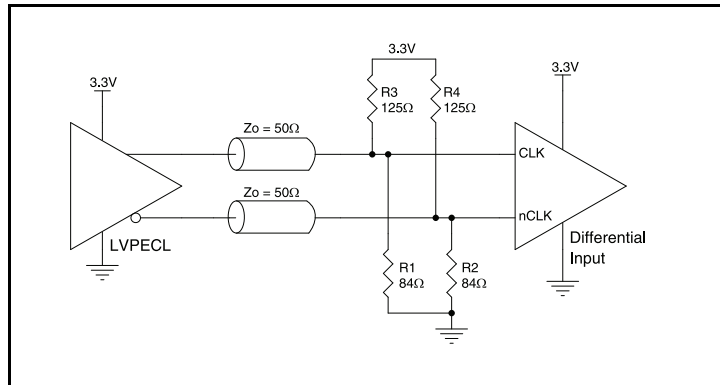 3.3V
3.3V
3.3V
R3
125Ω
R4
125Ω
Zo = 50Ω
CLK
Zo = 50Ω
nCLK
LVPECL
Differential
Input
R1
84Ω
R2
84Ω